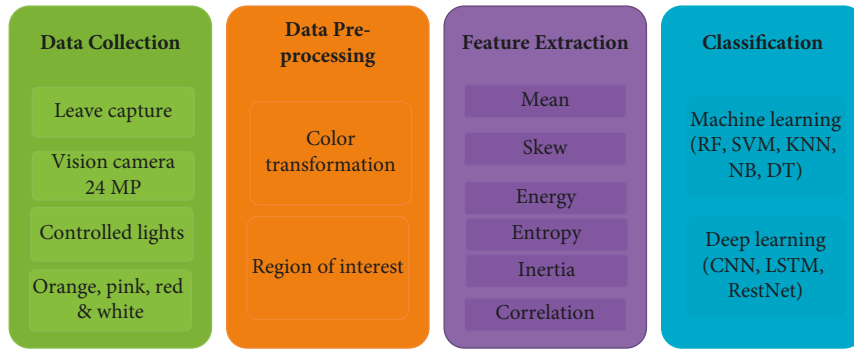 Data Collection
Leave capture
Vision camera
24 MP
Controlled lights
Orange, pink, red
& white
Data Pre-
processing
Color
transformation
Region of interest
Feature Extraction
Mean
Skew
Energy
Entropy
Inertia
Correlation
Classification
Machine learning
(RF, SVM, KNN,
NB, DT)
Deep learning
(CNN, LSTM,
RestNet)